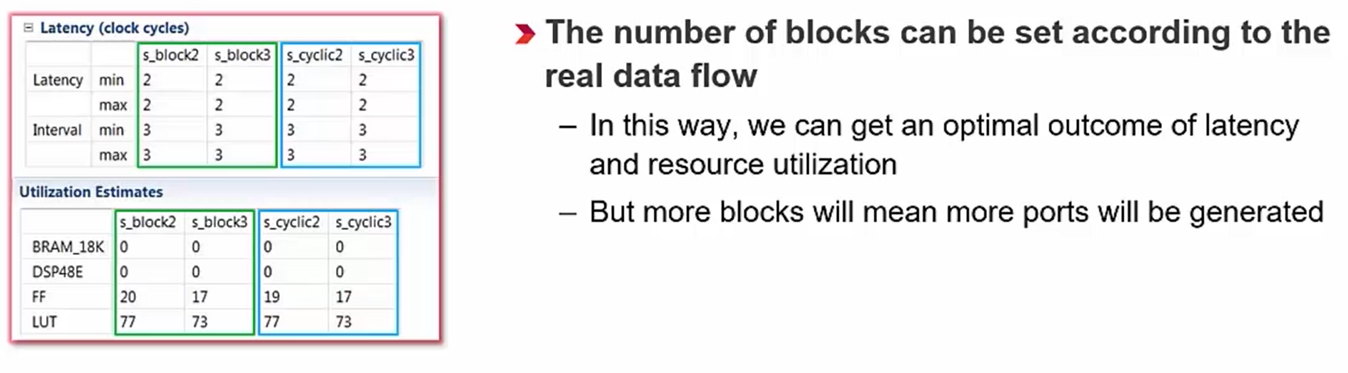 Latency (clock cycles)
s_block2 s_block3 s_cyclic2 s_cyclic3
Latency min 2 2 2 2
max 2 2 2 2
Interval min 3 3 3 3
max 3 3 3 3
Utilization Estimates
s_block2 s_block3 s_cyclic2 s_cyclic3
BRAM_18K 0 0 0 0
DSP48E 0 0 0 0
FF 20 17 19 17
LUT 77 73 77 73
The number of blocks can be set according to the
real data flow
– In this way, we can get an optimal outcome of latency
and resource utilization
– But more blocks will mean more ports will be generated